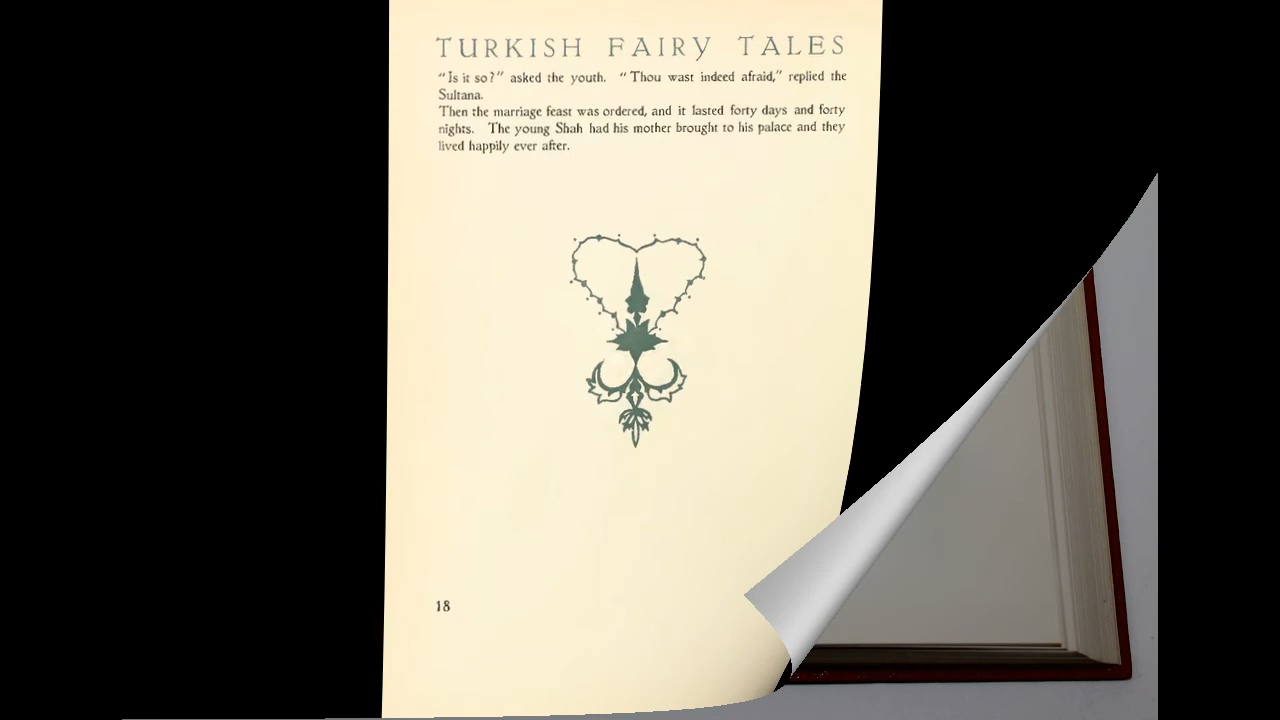 TURKISH FAIRY TALES
"Is it so?" asked the youth. "Thou wast indeed afraid," replied the
Sultana.
Then the marriage feast was ordered, and it lasted forty days and forty
nights. The young Shah had his mother brought to his palace and they
lived happily ever after.
18